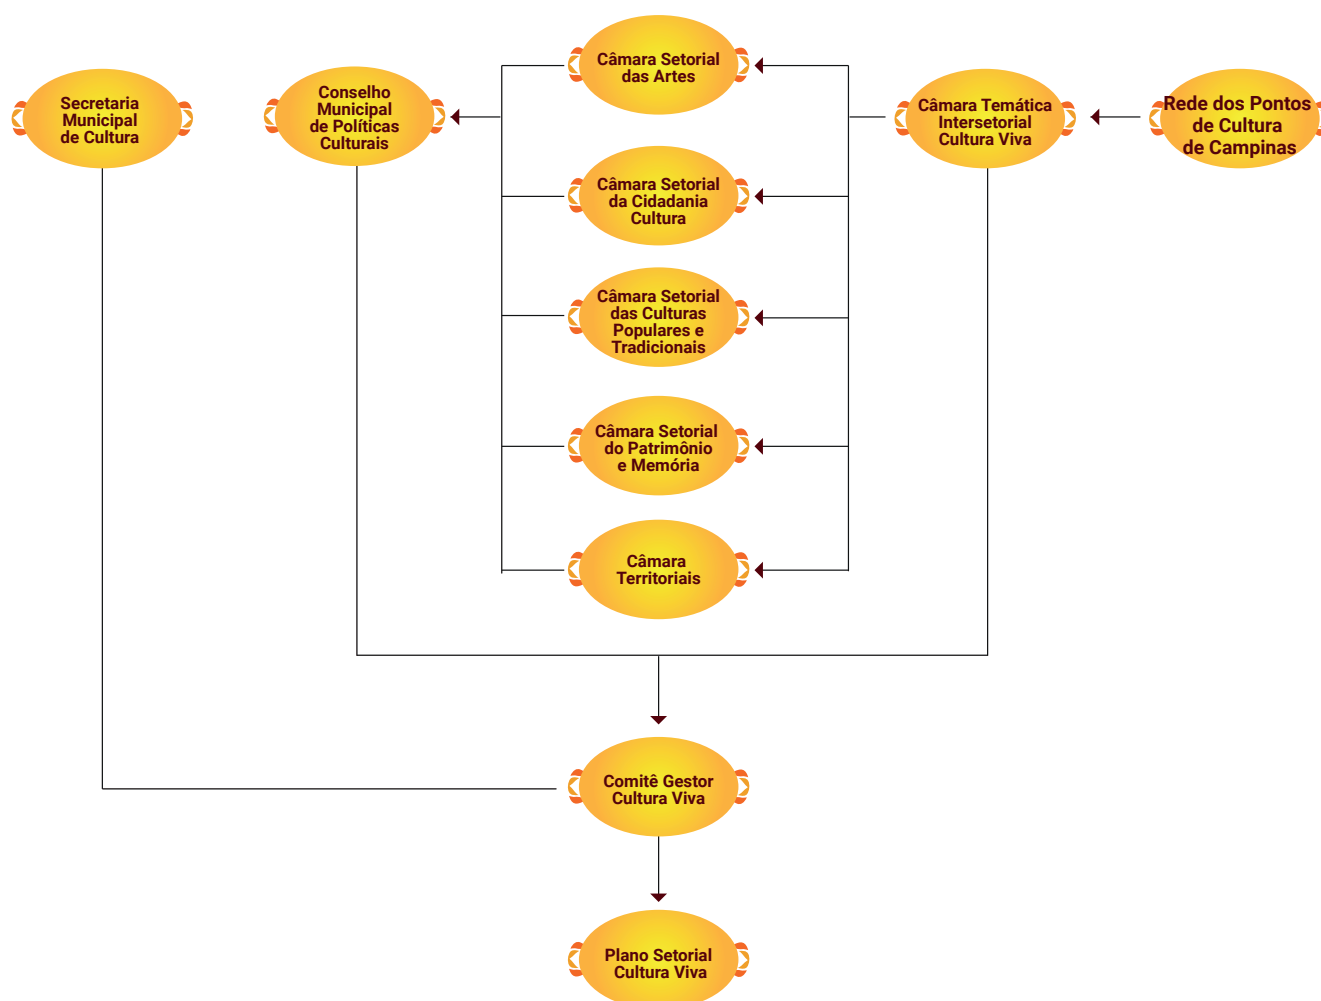 Secretaria
Municipal
de Cultura
Conselho
Municipal
de Políticas
Culturais
Câmara Setorial
das Artes
Câmara Temática
Intersetorial
Cultura Viva
Rede dos Pontos
de Cultura
de Campinas
Câmara Setorial
da Cidadania
Cultura
Câmara Setorial
das Culturas
Populares e
Tradicionais
Câmara Setorial
do Patrimônio
e Memória
Câmara
Territoriais
Comitê Gestor
Cultura Viva
Plano Setorial
Cultura Viva